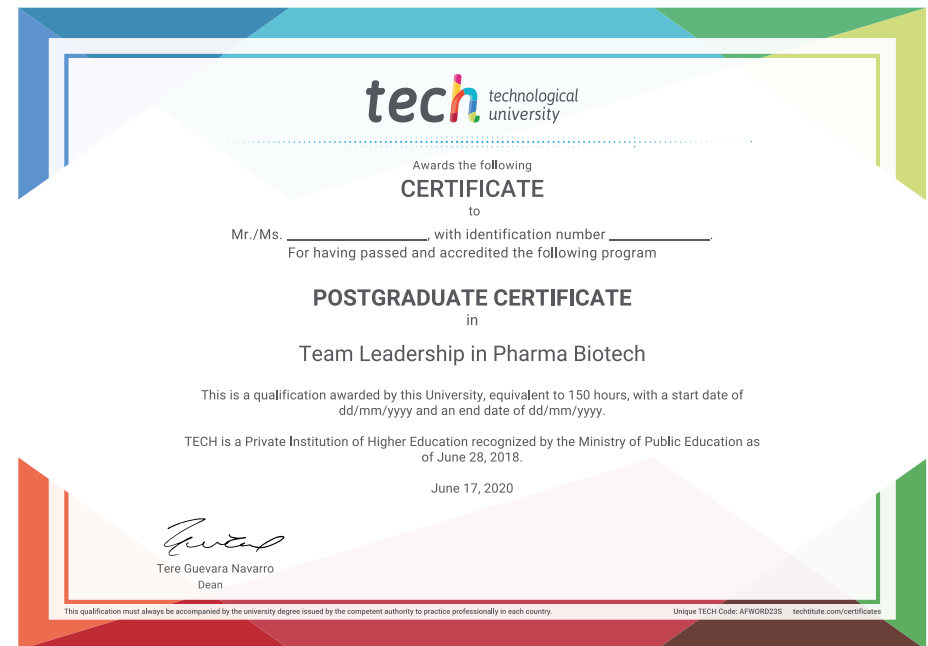 tech technological
university
Awards the following
CERTIFICATE
to
Mr./Ms. ____________________, with identification number ______________.
For having passed and accredited the following program
POSTGRADUATE CERTIFICATE
in
Team Leadership in Pharma Biotech
This is a qualification awarded by this University, equivalent to 150 hours, with a start date of
dd/mm/yyyy and an end date of dd/mm/yyyy.
TECH is a Private Institution of Higher Education recognized by the Ministry of Public Education as
of June 28, 2018.
June 17, 2020
Tere Guevara Navarro
Dean
This qualification must always be accompanied by the university degree issued by the competent authority to practice professionally in each country.
Unique TECH Code: AFWORD23S techtitute.com/certificates